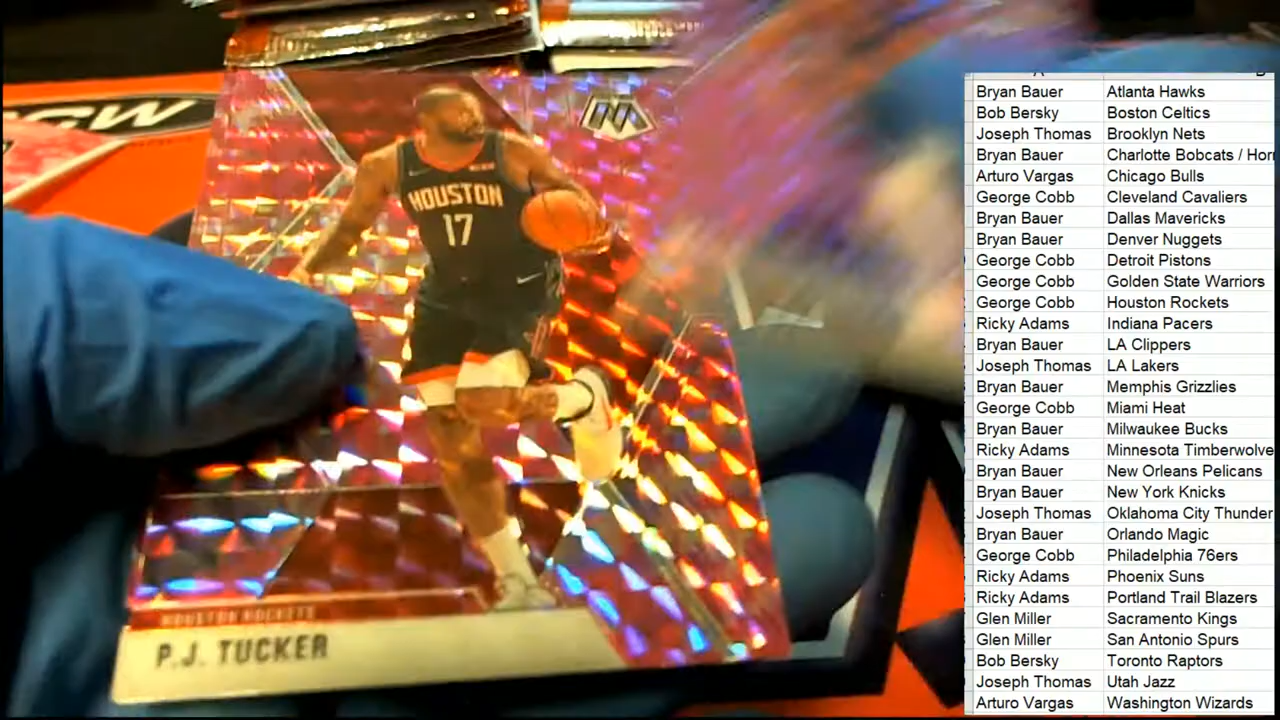 GW
HOUSTON
17
HOUSTON ROCKETS
P.J. TUCKER
Bryan Bauer Atlanta Hawks
Bob Bersky Boston Celtics
Joseph Thomas Brooklyn Nets
Bryan Bauer Charlotte Bobcats / Hor
Arturo Vargas Chicago Bulls
George Cobb Cleveland Cavaliers
Bryan Bauer Dallas Mavericks
Bryan Bauer Denver Nuggets
George Cobb Detroit Pistons
George Cobb Golden State Warriors
George Cobb Houston Rockets
Ricky Adams Indiana Pacers
Bryan Bauer LA Clippers
Joseph Thomas LA Lakers
Bryan Bauer Memphis Grizzlies
George Cobb Miami Heat
Bryan Bauer Milwaukee Bucks
Ricky Adams Minnesota Timberwolve
Bryan Bauer New Orleans Pelicans
Bryan Bauer New York Knicks
Joseph Thomas Oklahoma City Thunder
Bryan Bauer Orlando Magic
George Cobb Philadelphia 76ers
Ricky Adams Phoenix Suns
Ricky Adams Portland Trail Blazers
Glen Miller Sacramento Kings
Glen Miller San Antonio Spurs
Bob Bersky Toronto Raptors
Joseph Thomas Utah Jazz
Arturo Vargas Washington Wizards